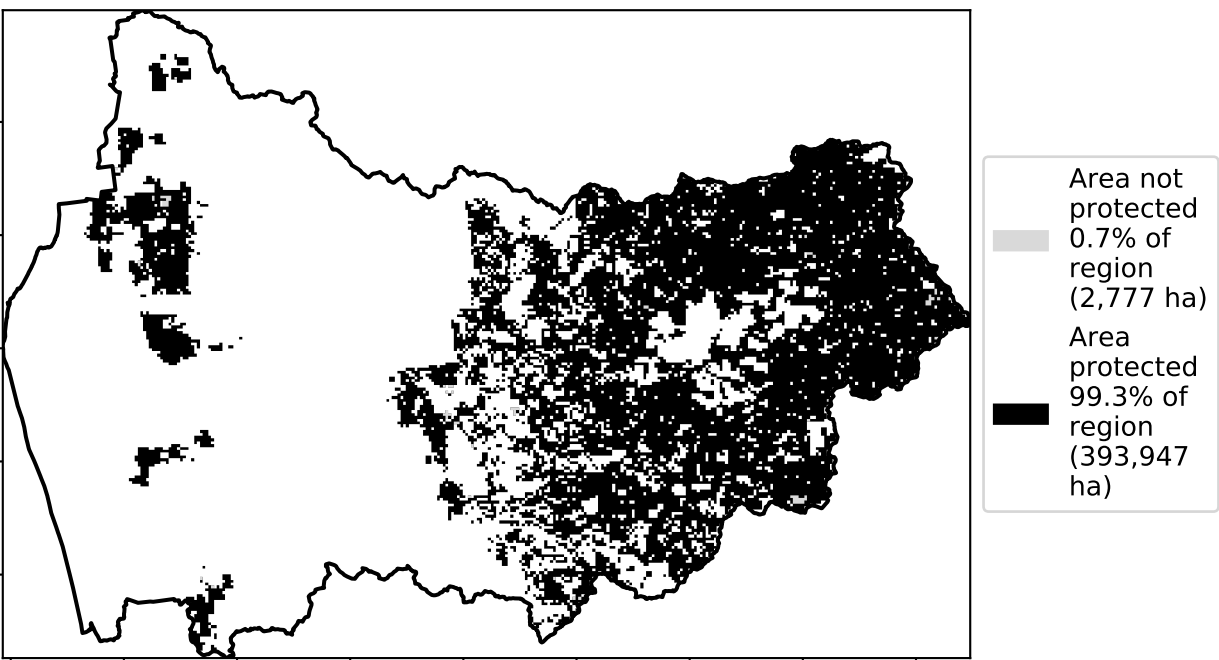 Area not
protected
0.7% of
region
(2,777 ha)
Area
protected
99.3% of
region
(393,947
ha)